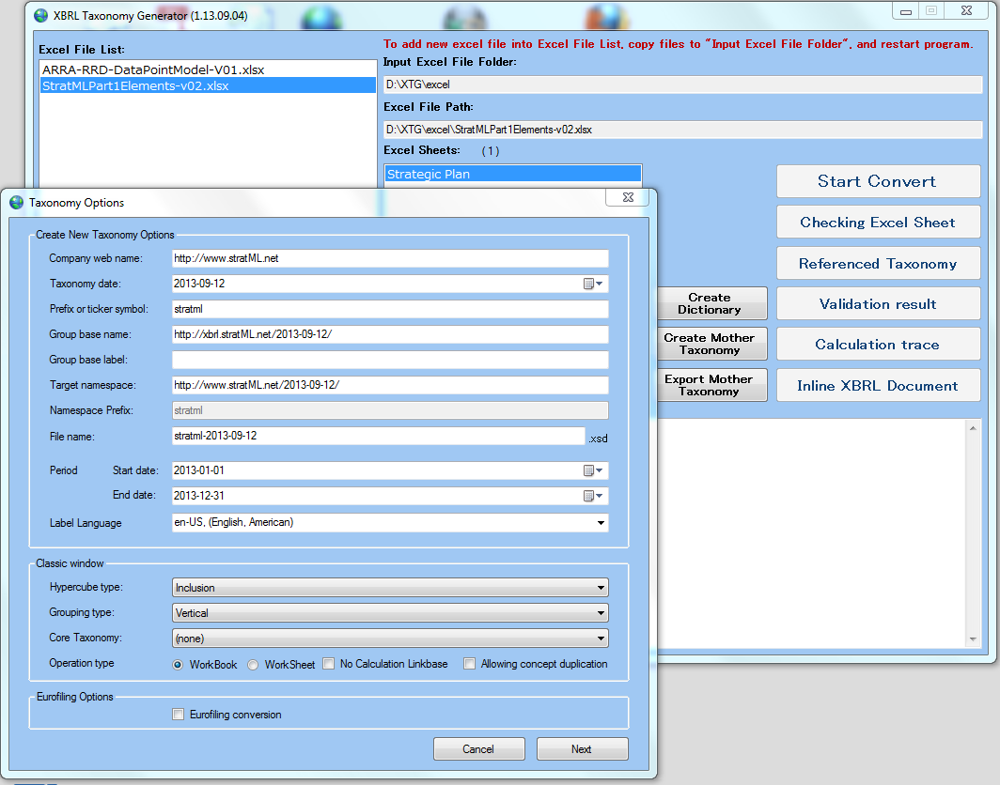 XBRL Taxonomy Generator (1.13.09.04)
Excel File List:
ARRA-RRD-DataPointModel-V01.xlsx
StratMLPart1Elements-v02.xlsx
To add new excel file into Excel File List, copy files to "Input Excel File Folder", and restart program.
Input Excel File Folder:
D:\XTG\excel
Excel File Path:
D:\XTG\excel\StratMLPart1Elements-v02.xlsx
Excel Sheets: (1)
Strategic Plan
Start Convert
Checking Excel Sheet
Referenced Taxonomy
Create Dictionary
Validation result
Create Mother Taxonomy
Calculation trace
Export Mother Taxonomy
Inline XBRL Document
Taxonomy Options
Create New Taxonomy Options
Company web name: http://www.stratML.net
Taxonomy date: 2013-09-12
Prefix or ticker symbol: stratml
Group base name: http://xbrl.stratML.net/2013-09-12/
Group base label:
Target namespace: http://www.stratML.net/2013-09-12/
Namespace Prefix: stratml
File name: stratml-2013-09-12 .xsd
Period Start date: 2013-01-01
End date: 2013-12-31
Label Language en-US, (English, American)
Classic window
Hypercube type: Inclusion
Grouping type: Vertical
Core Taxonomy: (none)
Operation type WorkBook WorkSheet No Calculation Linkbase Allowing concept duplication
Eurofiling Options
Eurofiling conversion
Cancel Next